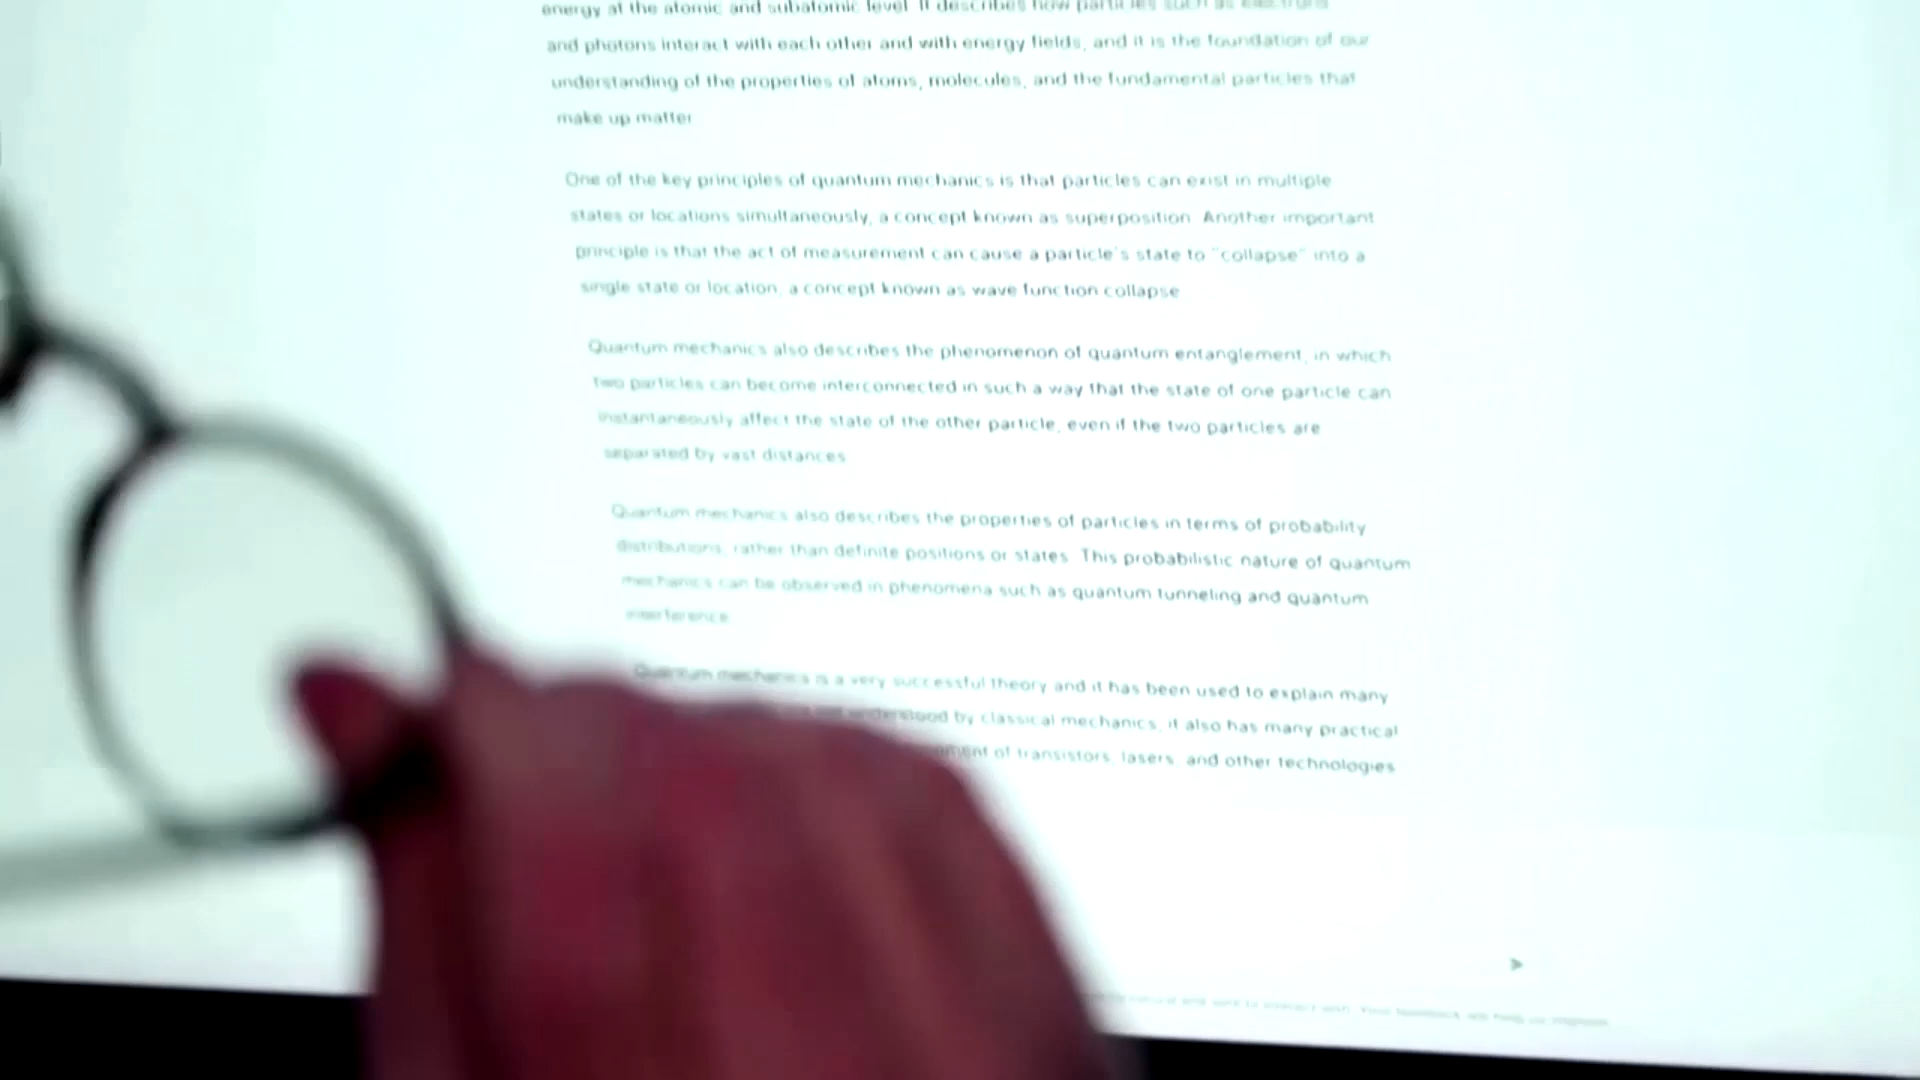 energy at the atomic and subatomic level. It describes how particles such as electrons
and photons interact with each other and with energy fields, and it is the foundation of our
understanding of the properties of atoms, molecules, and the fundamental particles that
make up matter
One of the key principles of quantum mechanics is that particles can exist in multiple
states or locations simultaneously, a concept known as superposition. Another important
principle is that the act of measurement can cause a particle's state to "collapse" into a
single state or location, a concept known as wave function collapse
Quantum mechanics also describes the phenomenon of quantum entanglement, in which
two particles can become interconnected in such a way that the state of one particle can
instantaneously affect the state of the other particle, even if the two particles are
separated by vast distances
Quantum mechanics also describes the properties of particles in terms of probability
distributions, rather than definite positions or states. This probabilistic nature of quantum
mechanics can be observed in phenomena such as quantum tunneling and quantum
interference
Quantum mechanics is a very successful theory and it has been used to explain many
not understood by classical mechanics, it also has many practical
of transistors, lasers, and other technologies